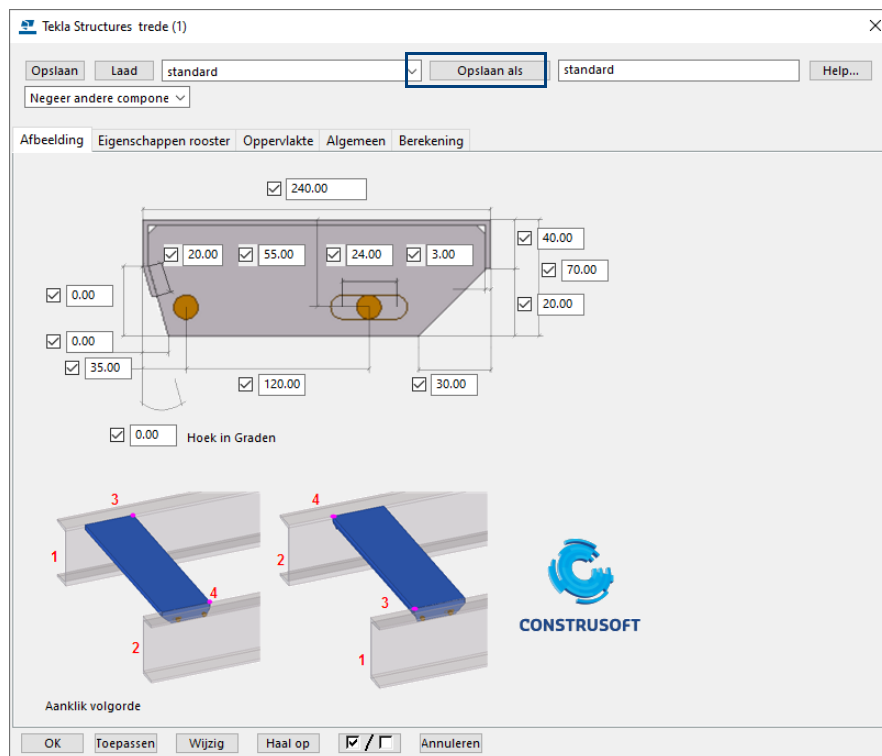 Tekla Structures trede (1)
Opslaan Laad standard Opslaan als standard Help...
Negeer andere compone
Afbeelding Eigenschappen rooster Oppervlakte Algemeen Berekening
240.00
40.00
20.00 55.00 24.00 3.00
70.00
0.00
20.00
0.00
35.00
120.00 30.00
0.00 Hoek in Graden
3 4
1 2
4 3
2 1
CONSTRUSOFT
Aanklik volgorde
OK Toepassen Wijzig Haal op / Annuleren